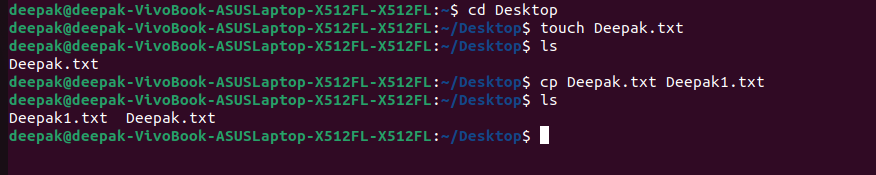 deepak@deepak-VivoBook-ASUSLaptop-X512FL-X512FL:~$ cd Desktop
deepak@deepak-VivoBook-ASUSLaptop-X512FL-X512FL:~/Desktop$ touch Deepak.txt
deepak@deepak-VivoBook-ASUSLaptop-X512FL-X512FL:~/Desktop$ ls
Deepak.txt
deepak@deepak-VivoBook-ASUSLaptop-X512FL-X512FL:~/Desktop$ cp Deepak.txt Deepak1.txt
deepak@deepak-VivoBook-ASUSLaptop-X512FL-X512FL:~/Desktop$ ls
Deepak1.txt  Deepak.txt
deepak@deepak-VivoBook-ASUSLaptop-X512FL-X512FL:~/Desktop$